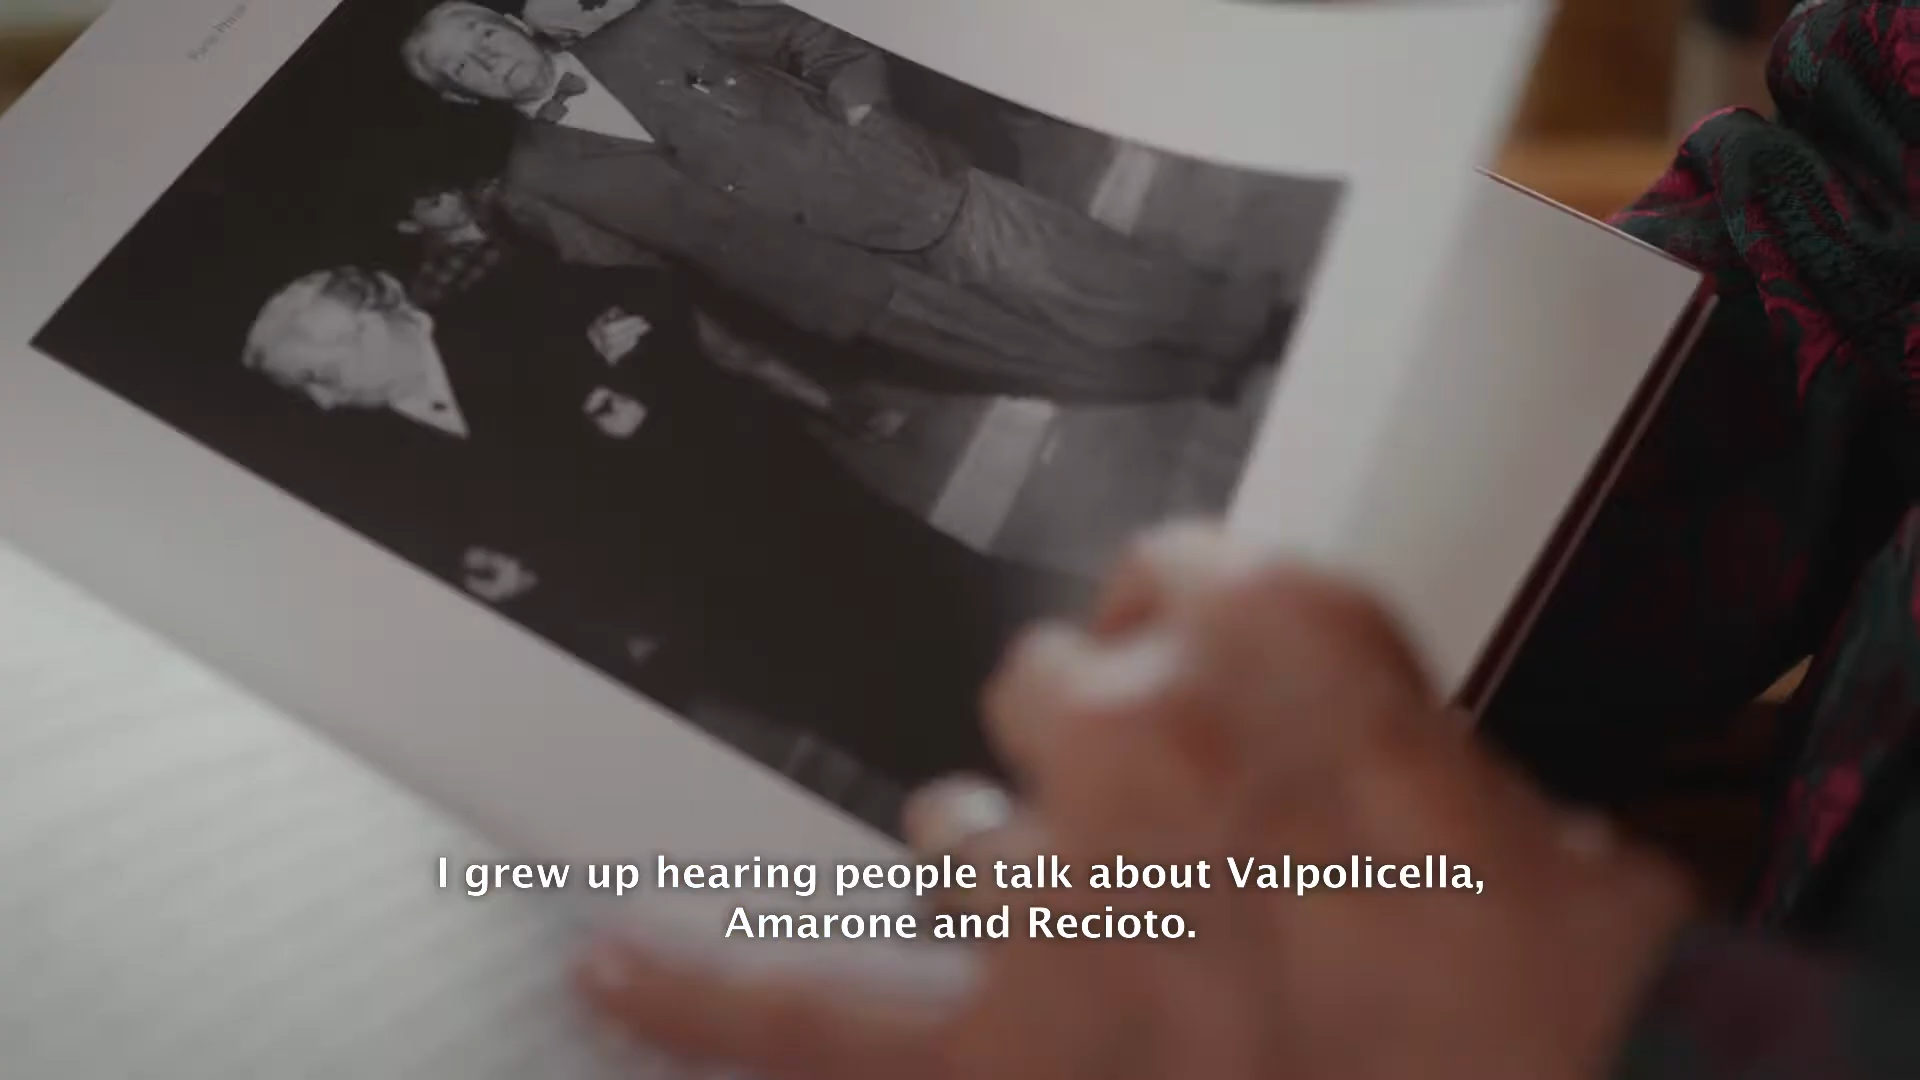 I grew up hearing people talk about Valpolicella,
Amarone and Recioto.